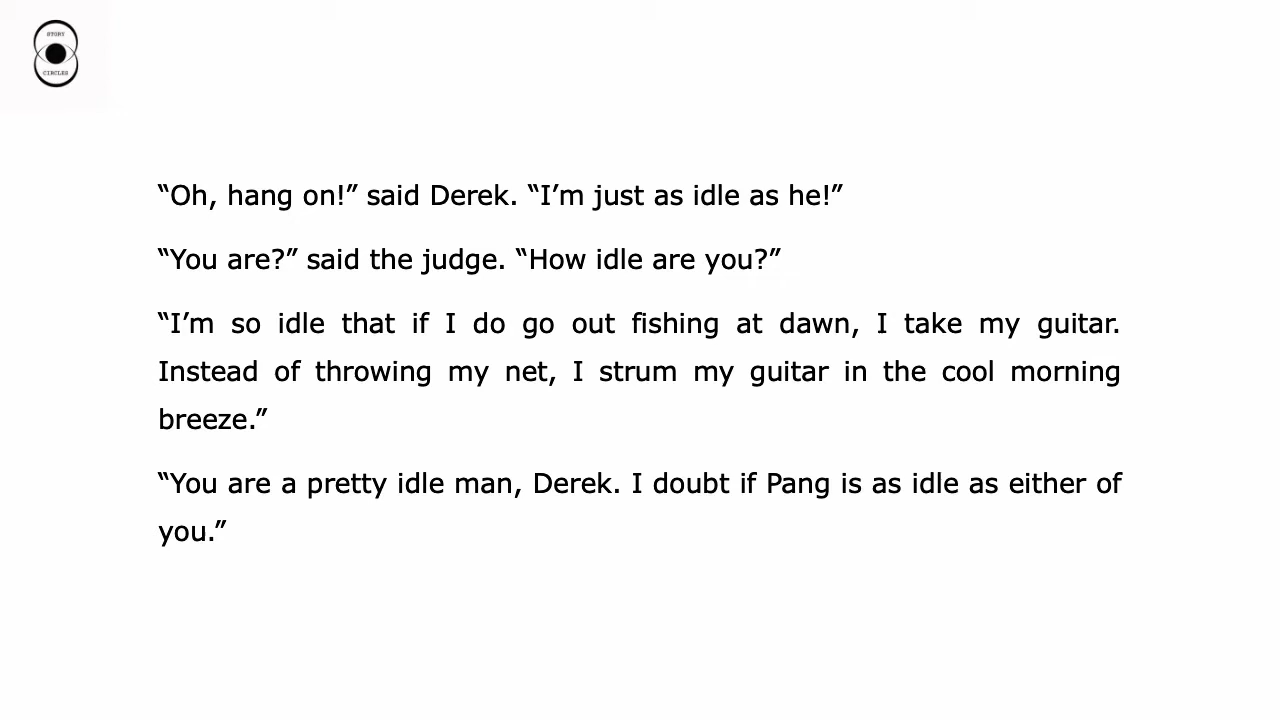 STORY
CIRCLES
“Oh, hang on!” said Derek. “I’m just as idle as he!”
“You are?” said the judge. “How idle are you?”
“I’m so idle that if I do go out fishing at dawn, I take my guitar.
Instead of throwing my net, I strum my guitar in the cool morning
breeze.”
“You are a pretty idle man, Derek. I doubt if Pang is as idle as either of
you.”